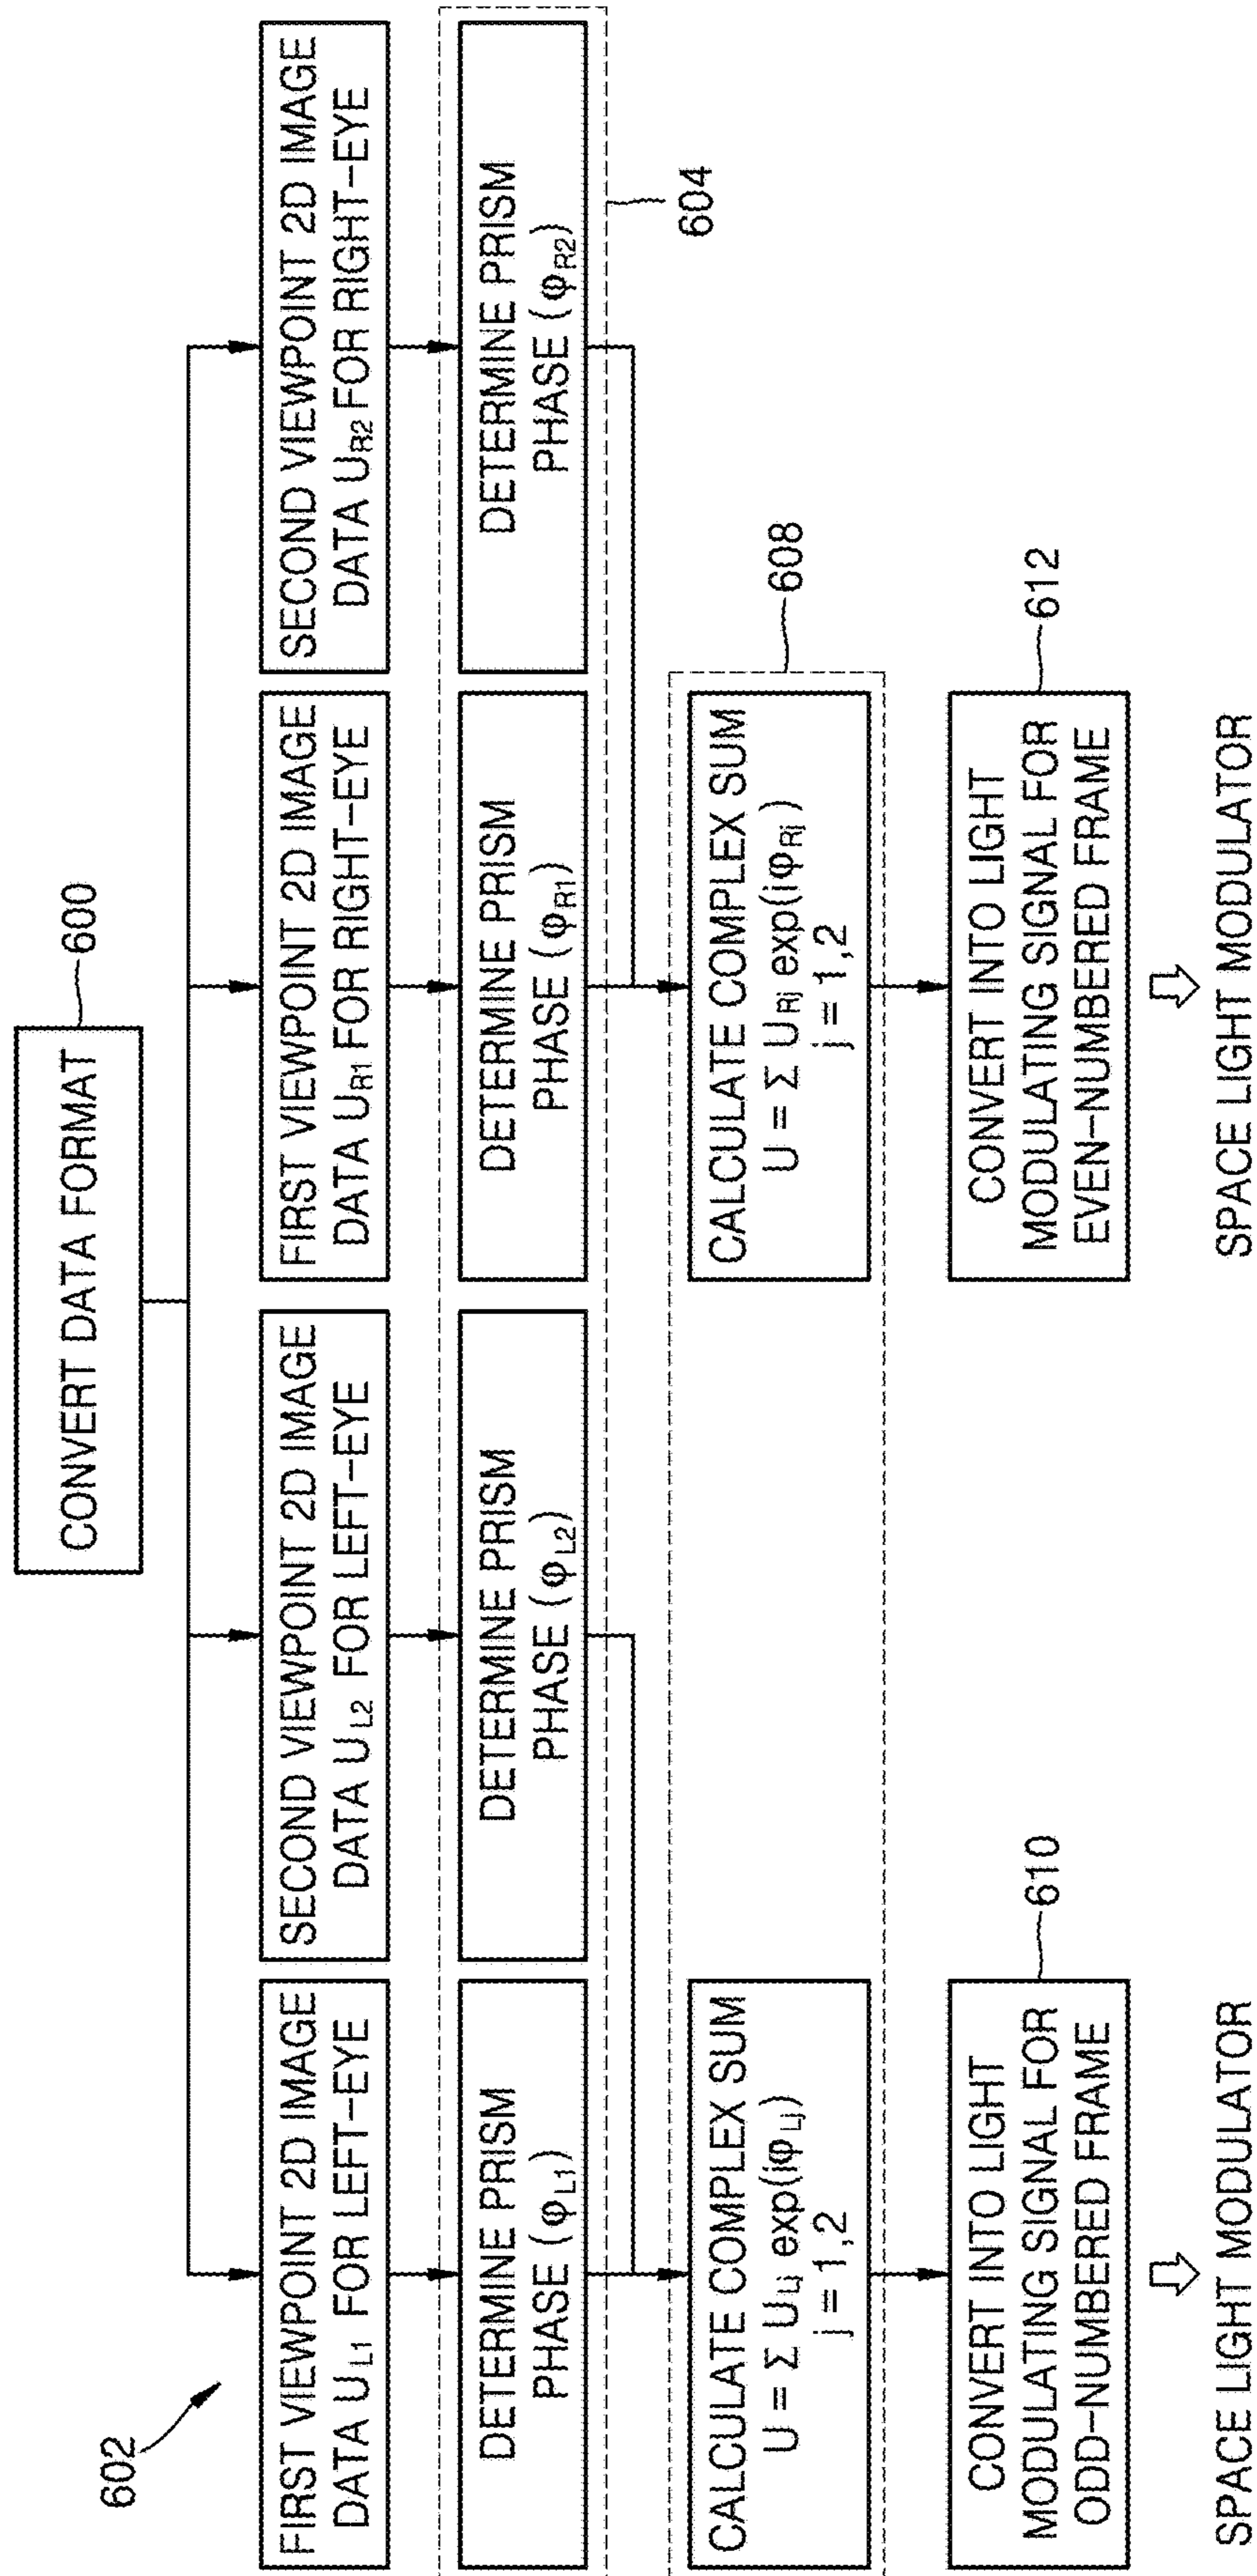 CONVERT DATA FORMAT
600
602
FIRST VIEWPOINT 2D IMAGE
DATA UL1 FOR LEFT-EYE
SECOND VIEWPOINT 2D IMAGE
DATA UL2 FOR LEFT-EYE
FIRST VIEWPOINT 2D IMAGE
DATA UR1 FOR RIGHT-EYE
SECOND VIEWPOINT 2D IMAGE
DATA UR2 FOR RIGHT-EYE
DETERMINE PRISM
PHASE (φL1)
DETERMINE PRISM
PHASE (φL2)
DETERMINE PRISM
PHASE (φR1)
DETERMINE PRISM
PHASE (φR2)
604
CALCULATE COMPLEX SUM
U = Σ ULj exp(iφLj)
j = 1,2
CALCULATE COMPLEX SUM
U = Σ URj exp(iφRj)
j = 1,2
608
CONVERT INTO LIGHT
MODULATING SIGNAL FOR
ODD-NUMBERED FRAME
610
CONVERT INTO LIGHT
MODULATING SIGNAL FOR
EVEN-NUMBERED FRAME
612
SPACE LIGHT MODULATOR
SPACE LIGHT MODULATOR